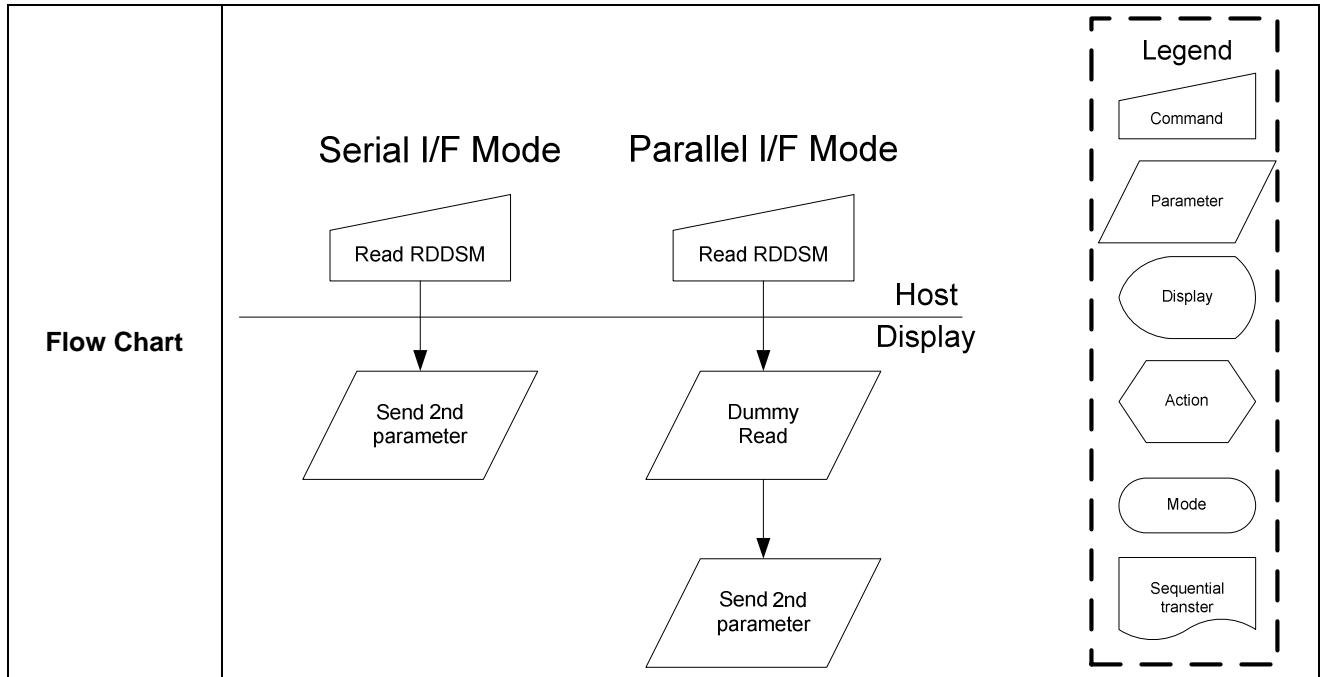 Flow Chart
Serial I/F Mode
Read RDDSM
Send 2nd
parameter
Parallel I/F Mode
Read RDDSM
Host
Display
Dummy
Read
Send 2nd
parameter
Legend
Command
Parameter
Display
Action
Mode
Sequential
transter